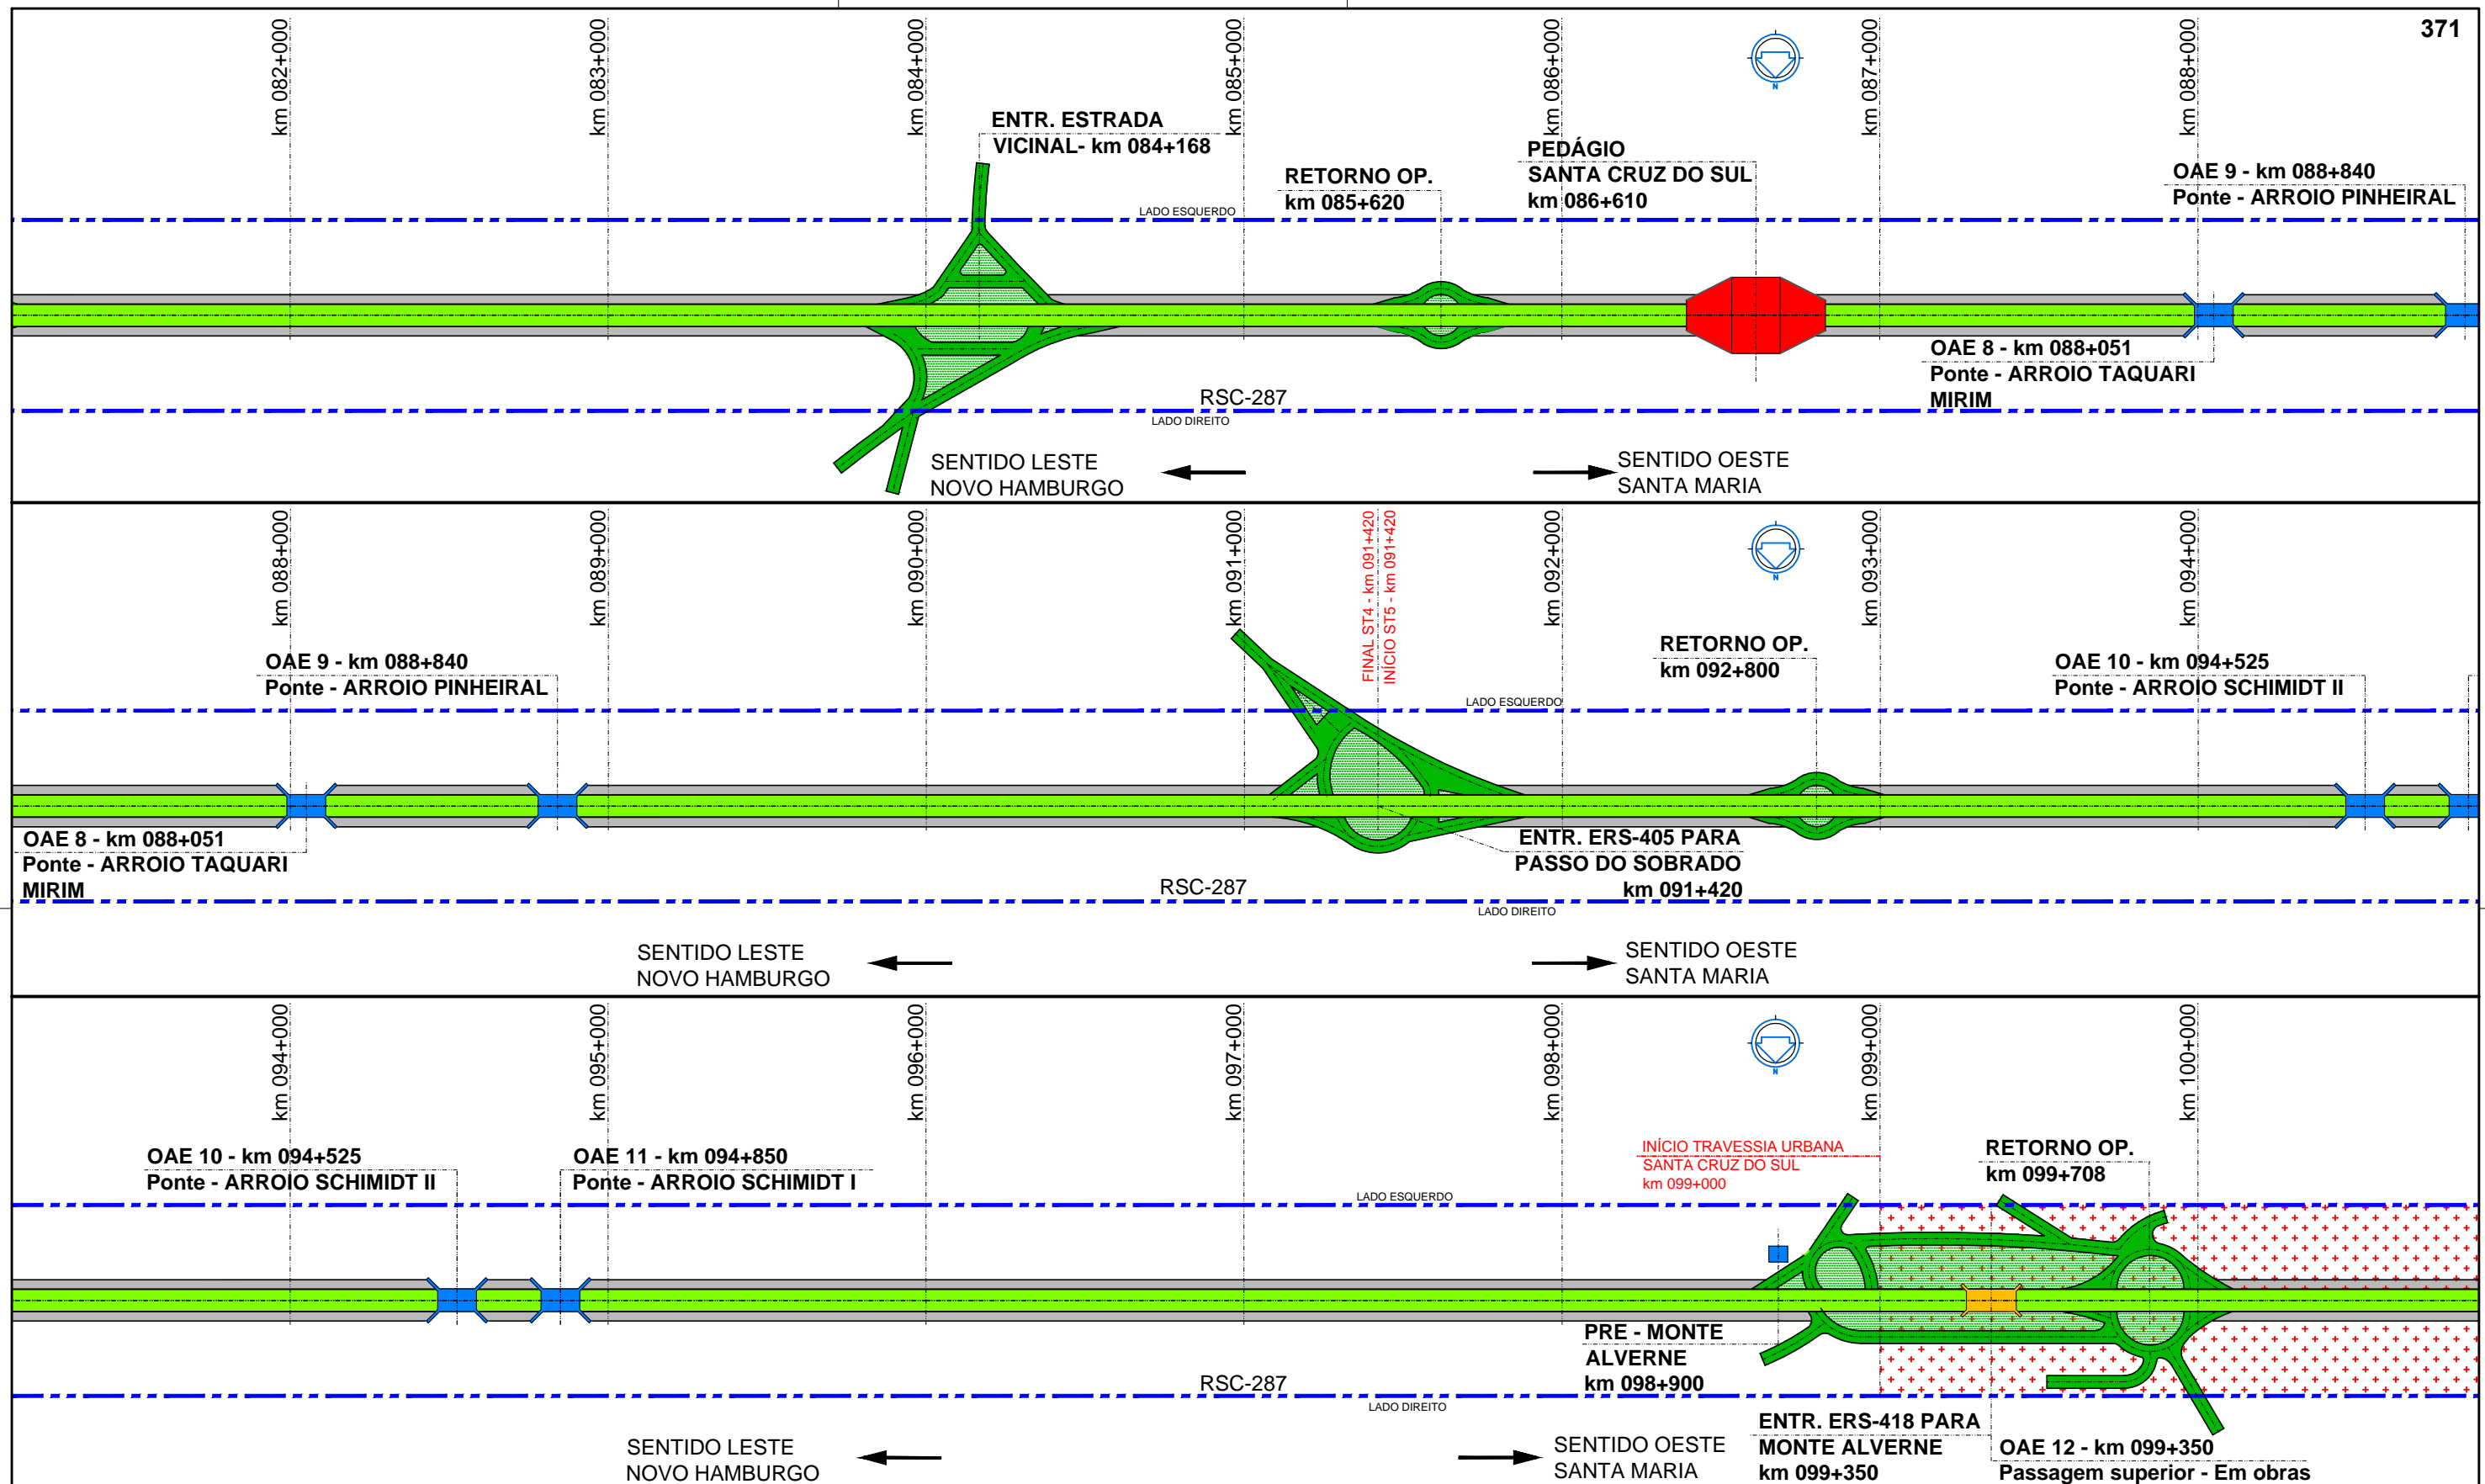 371
km 082+000
km 083+000
km 084+000
km 085+000
km 086+000
km 087+000
km 088+000
N
ENTR. ESTRADA
VICINAL- km 084+168
RETORNO OP.
km 085+620
PEDÁGIO
SANTA CRUZ DO SUL
km 086+610
OAE 9 - km 088+840
Ponte - ARROIO PINHEIRAL
LADO ESQUERDO
OAE 8 - km 088+051
Ponte - ARROIO TAQUARI
MIRIM
RSC-287
LADO DIREITO
SENTIDO LESTE
NOVO HAMBURGO
SENTIDO OESTE
SANTA MARIA
km 088+000
km 089+000
km 090+000
km 091+000
FINAL ST4 - km 091+420
INÍCIO ST5 - km 091+420
km 092+000
km 093+000
km 094+000
N
OAE 9 - km 088+840
Ponte - ARROIO PINHEIRAL
RETORNO OP.
km 092+800
OAE 10 - km 094+525
Ponte - ARROIO SCHIMIDT II
LADO ESQUERDO
OAE 8 - km 088+051
Ponte - ARROIO TAQUARI
MIRIM
ENTR. ERS-405 PARA
PASSO DO SOBRADO
km 091+420
RSC-287
LADO DIREITO
SENTIDO LESTE
NOVO HAMBURGO
SENTIDO OESTE
SANTA MARIA
km 094+000
km 095+000
km 096+000
km 097+000
km 098+000
km 099+000
km 100+000
N
OAE 10 - km 094+525
Ponte - ARROIO SCHIMIDT II
OAE 11 - km 094+850
Ponte - ARROIO SCHIMIDT I
INÍCIO TRAVESSIA URBANA
SANTA CRUZ DO SUL
km 099+000
RETORNO OP.
km 099+708
LADO ESQUERDO
PRE - MONTE
ALVERNE
km 098+900
RSC-287
LADO DIREITO
ENTR. ERS-418 PARA
MONTE ALVERNE
km 099+350
OAE 12 - km 099+350
Passagem superior - Em obras
SENTIDO LESTE
NOVO HAMBURGO
SENTIDO OESTE
SANTA MARIA